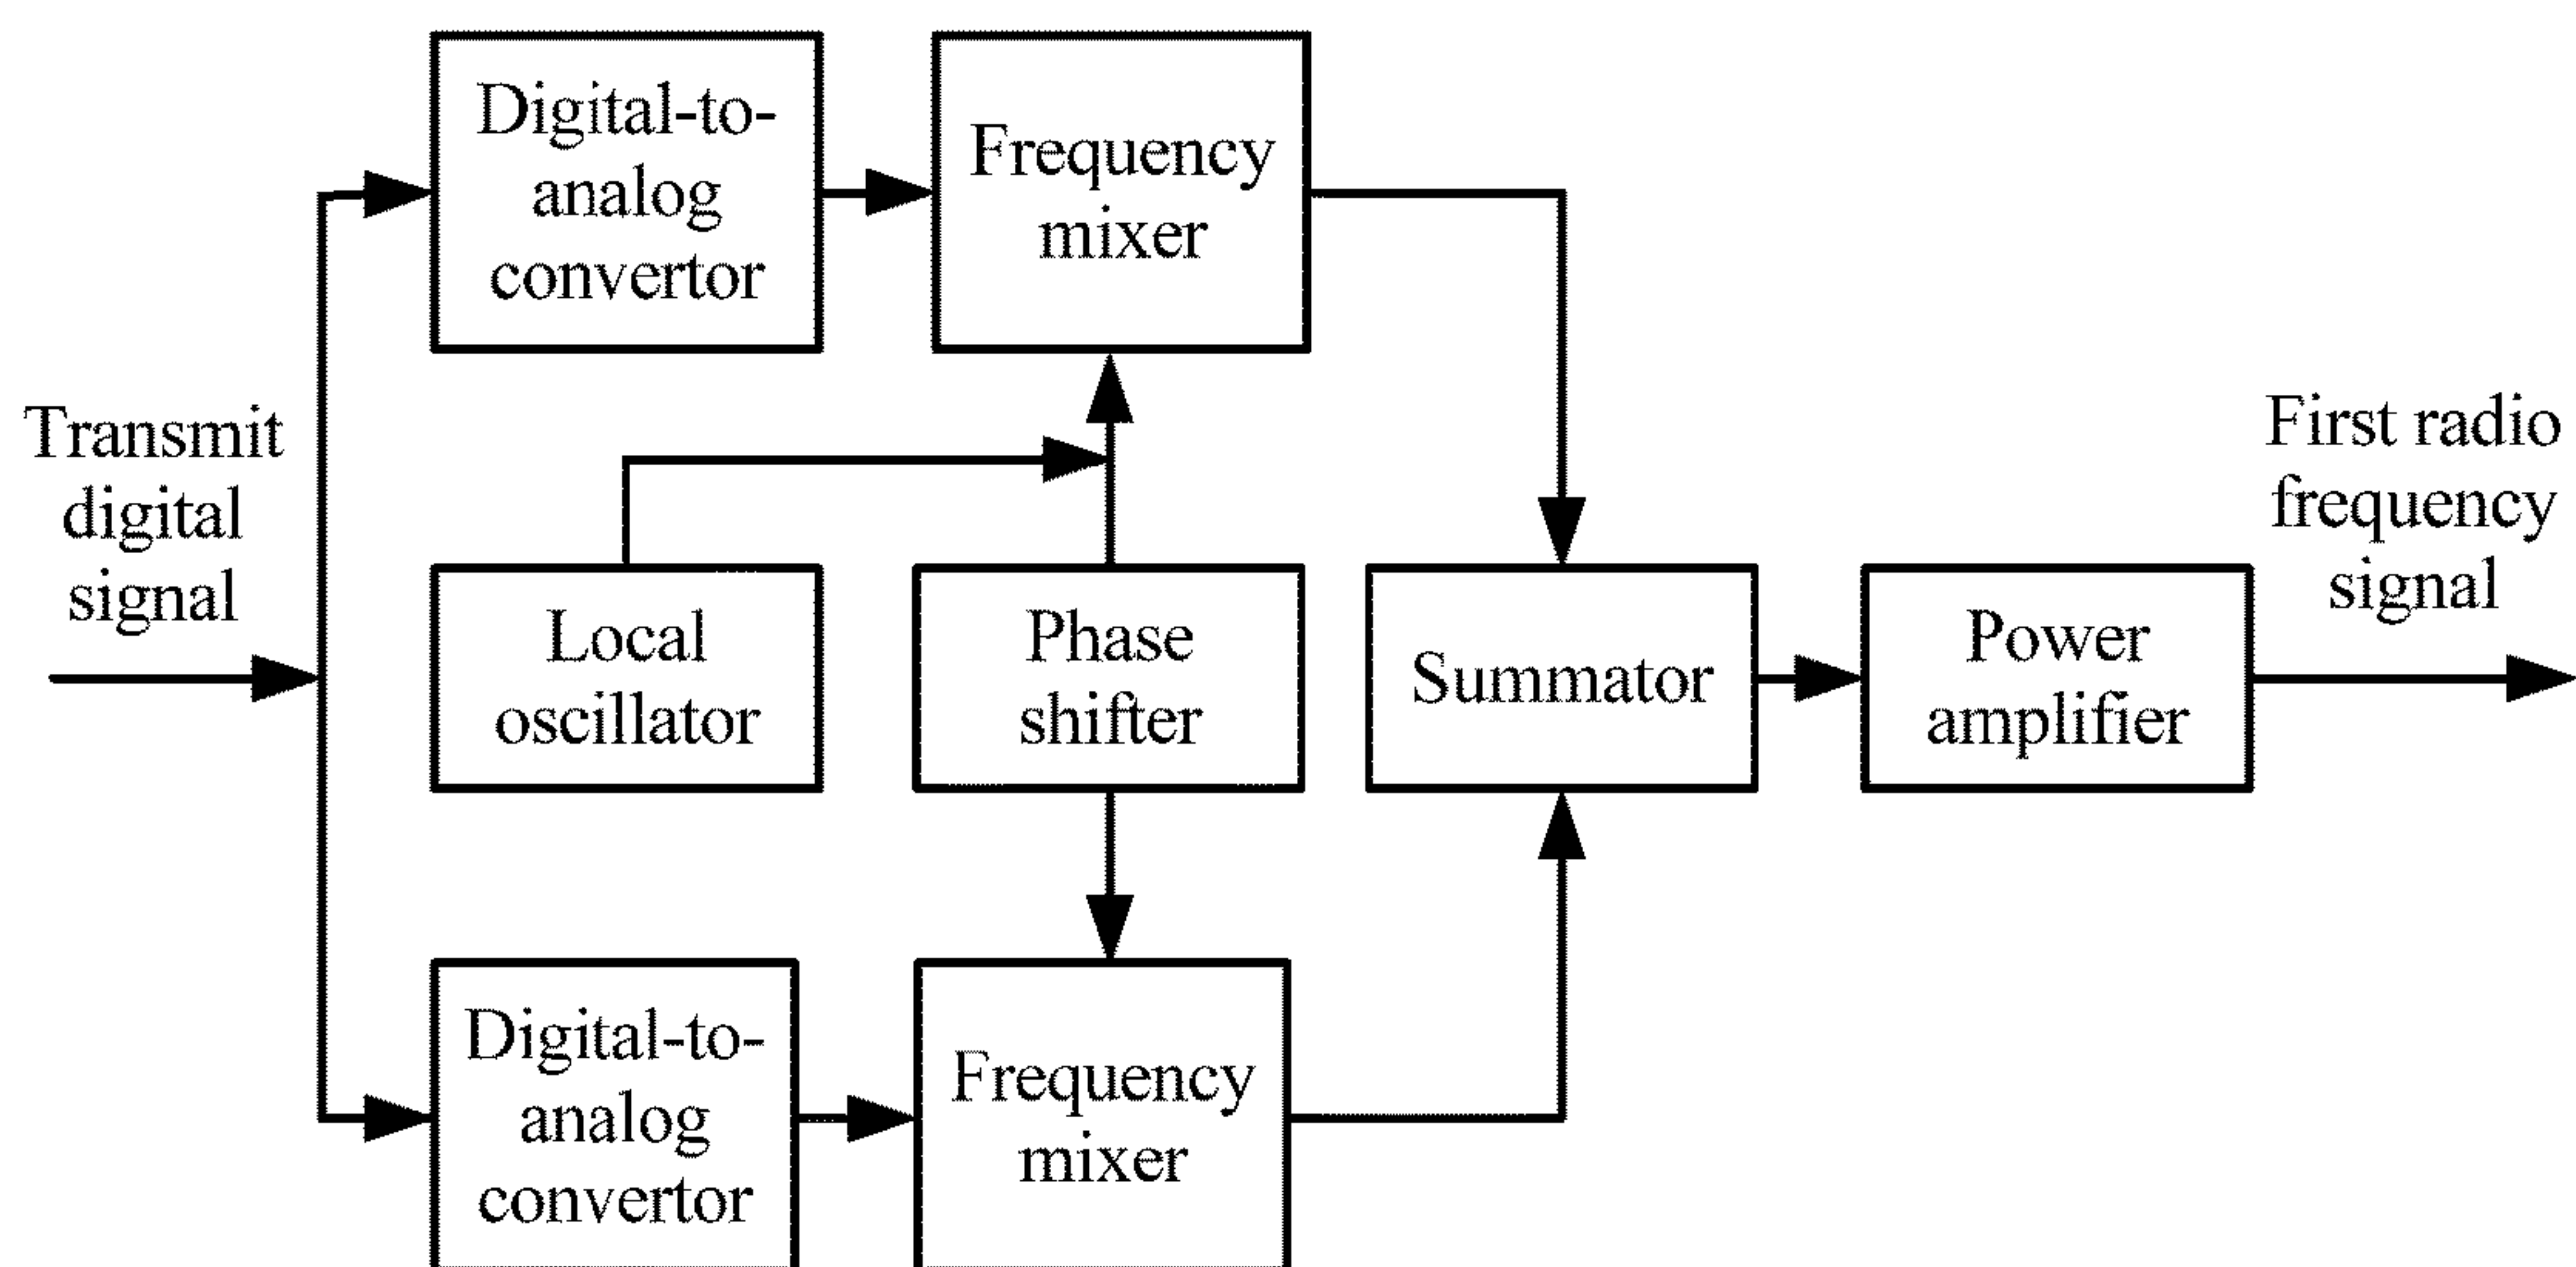 Digital-to-
analog
convertor
Frequency
mixer
Transmit
digital
signal
First radio
frequency
signal
Local
oscillator
Phase
shifter
Summator
Power
amplifier
Digital-to-
analog
convertor
Frequency
mixer